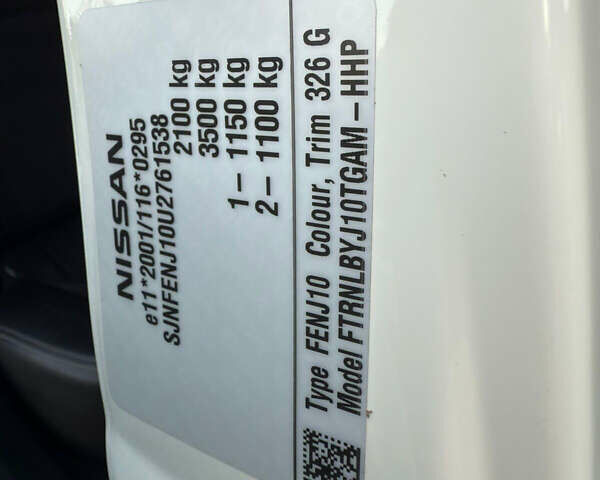 NISSAN
e11*2001/116*0295
SJNFENJ10U2761538
2100 kg
3500 kg
1– 1150 kg
2– 1100 kg
Type FENJ10 Colour, Trim 326 G
Model FTRNLBYJ10TGAM – HHP